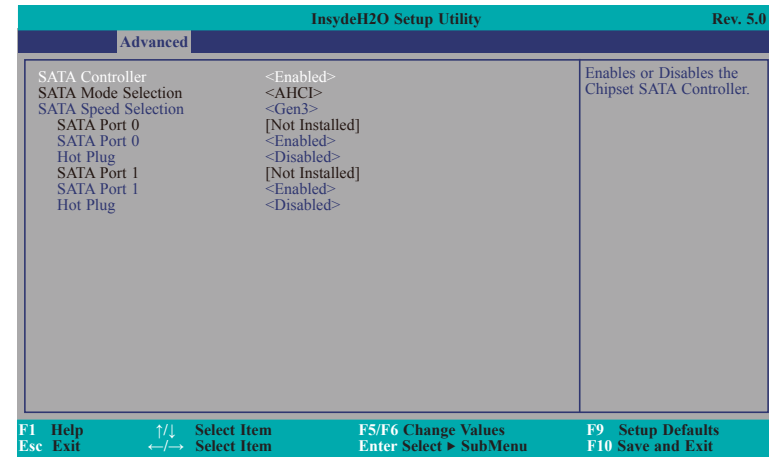 InsydeH2O Setup Utility Rev. 5.0
Advanced
SATA Controller <Enabled>
SATA Mode Selection <AHCI>
SATA Speed Selection <Gen3>
SATA Port 0 [Not Installed]
SATA Port 0 <Enabled>
Hot Plug <Disabled>
SATA Port 1 [Not Installed]
SATA Port 1 <Enabled>
Hot Plug <Disabled>
Enables or Disables the
Chipset SATA Controller.
F1 Help ↑/↓ Select Item F5/F6 Change Values F9 Setup Defaults
Esc Exit ←/→ Select Item Enter Select ► SubMenu F10 Save and Exit